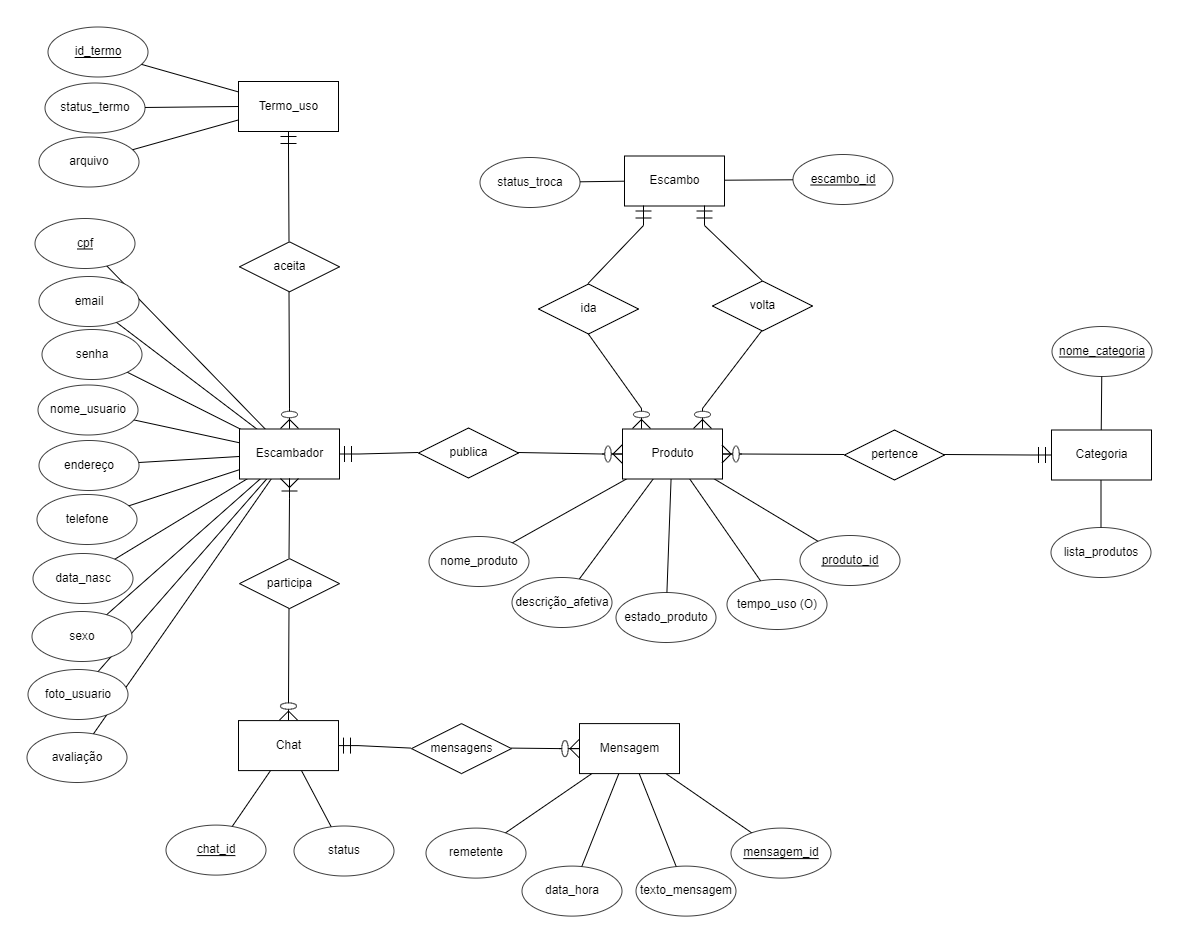 id_termo
status_termo
Termo_uso
arquivo
Escambo
status_troca
escambo_id
cpf
aceita
email
ida
volta
senha
nome_categoria
nome_usuario
Escambador
publica
Produto
pertence
Categoria
endereço
telefone
nome_produto
produto_id
lista_produtos
data_nasc
participa
descrição_afetiva
tempo_uso (O)
estado_produto
sexo
foto_usuario
Chat
mensagens
Mensagem
avaliação
chat_id
status
remetente
mensagem_id
data_hora
texto_mensagem